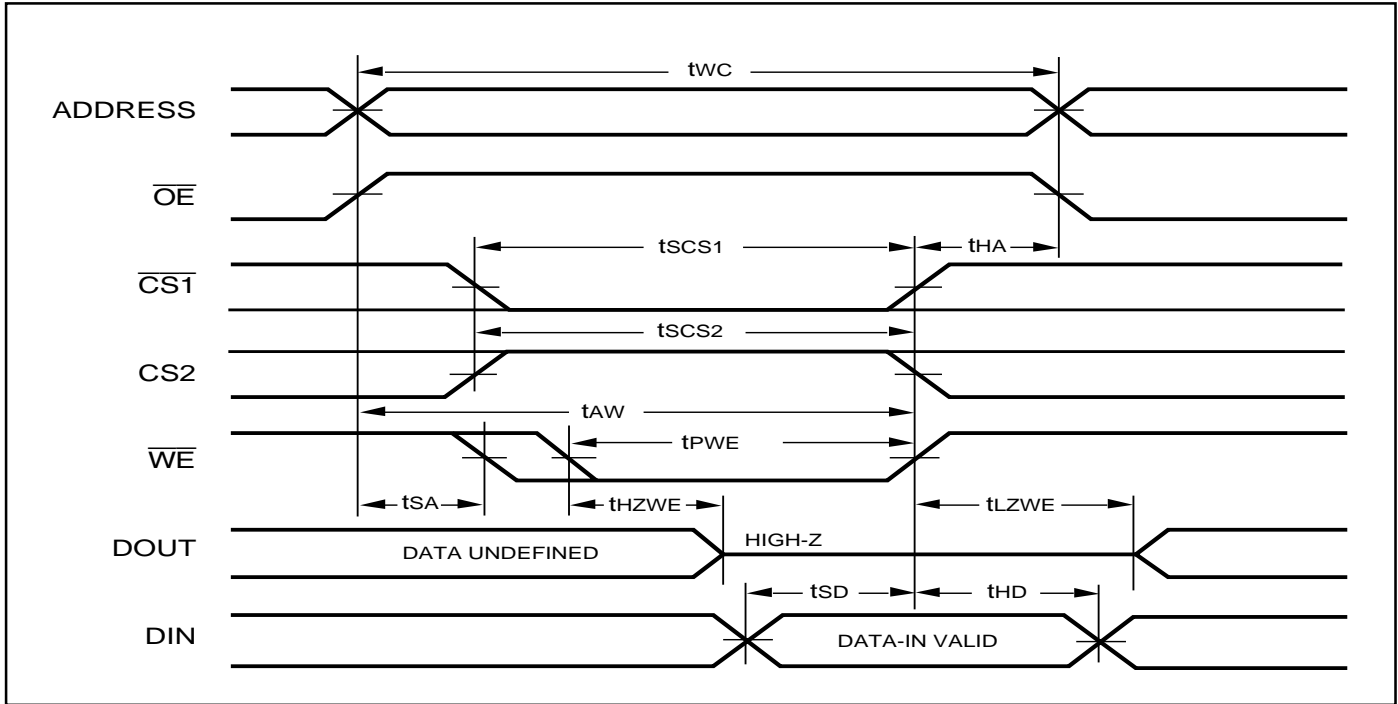 tWC
ADDRESS
OE
tSCS1
tHA
CS1
tSCS2
CS2
tAW
tPWE
WE
tSA
tHZWE
tLZWE
DOUT
DATA UNDEFINED
HIGH-Z
tSD
tHD
DIN
DATA-IN VALID